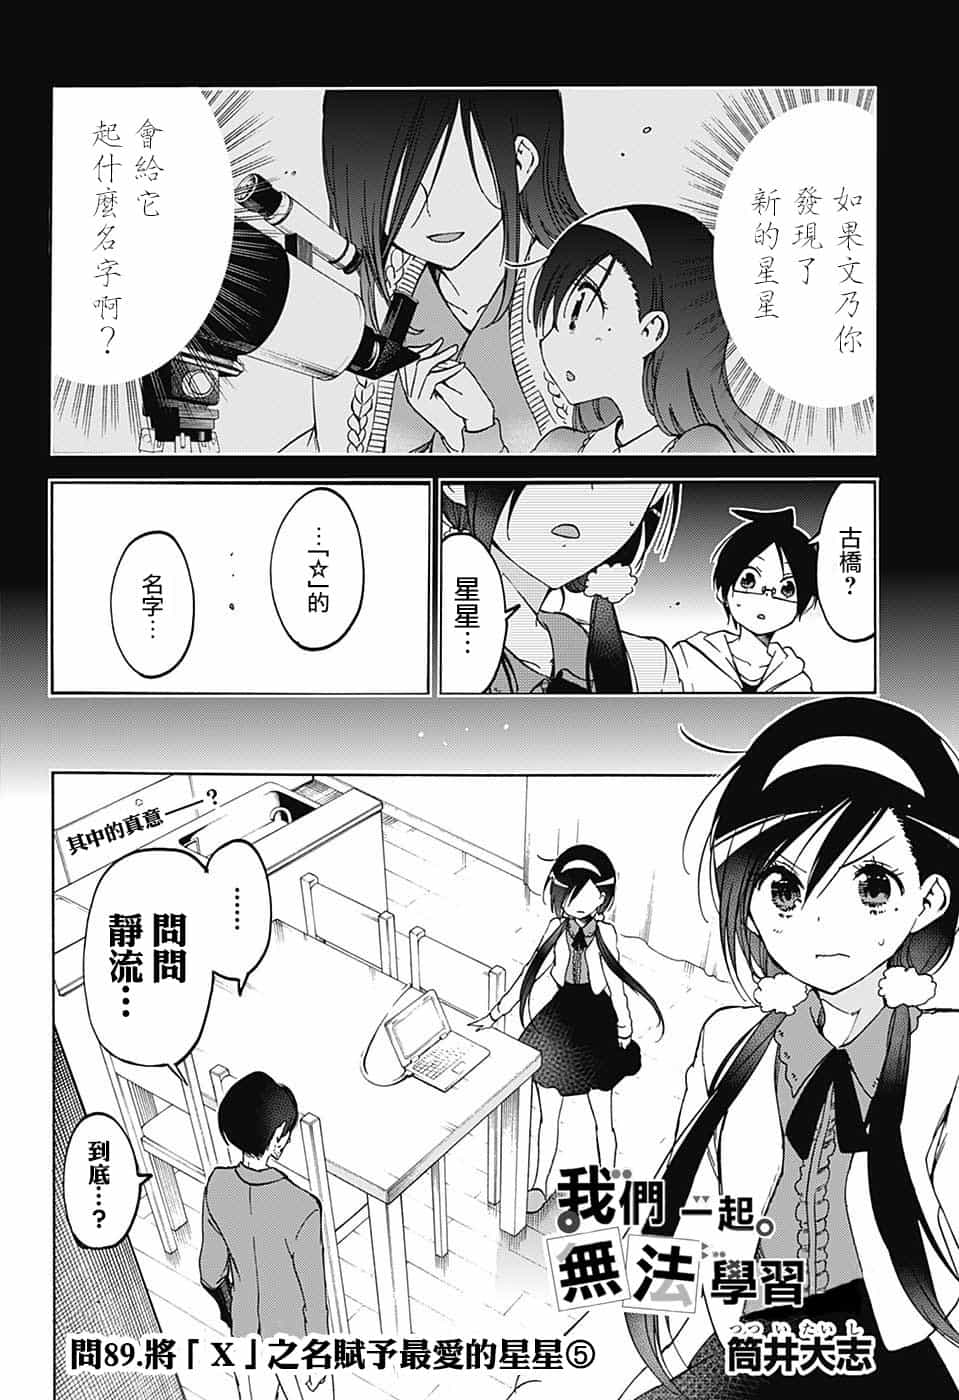 如果文乃你
發現了
新的星星
會給它
起什麼名字啊？
古橋？
星星…
…「☆」的
名字…
其中的真意——？
……
問問
靜流…
到底…？
我們一起
無法學習
問89.將「X」之名賦予最愛的星星⑤
つつ い たい し
筒井大志